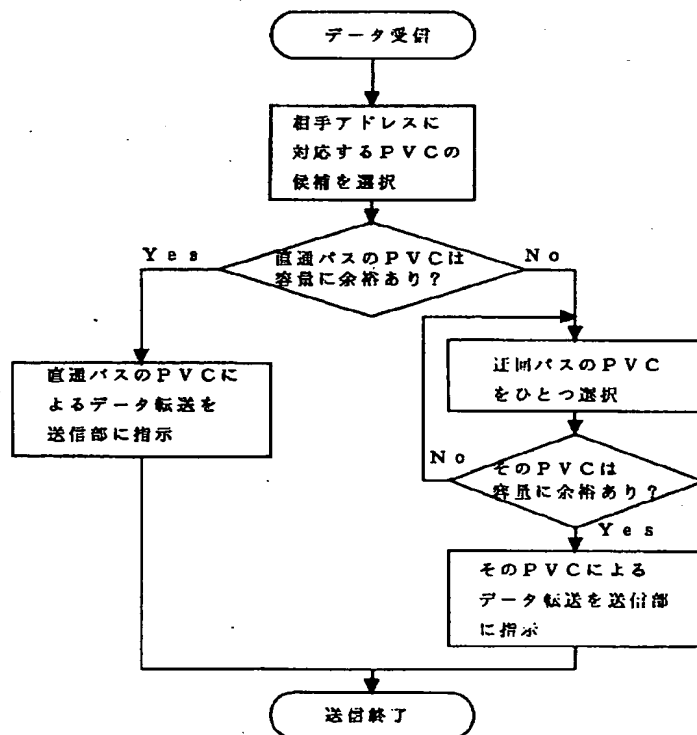 データ受信
相手アドレスに
対応するPVCの
候補を選択
Yes
直通パスのPVCは
容量に余裕あり?
No
直通パスのPVCに
よるデータ転送を
送信部に指示
迂回パスのPVC
をひとつ選択
No
そのPVCは
容量に余裕あり?
Yes
そのPVCによる
データ転送を送信部
に指示
送信終了